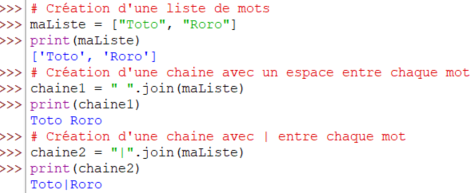 >>> # Création d'une liste de mots
>>> maListe = ["Toto", "Roro"]
>>> print(maListe)
['Toto', 'Roro']
>>> # Création d'une chaine avec un espace entre chaque mot
>>> chaine1 = " ".join(maListe)
>>> print(chaine1)
Toto Roro
>>> # Création d'une chaine avec | entre chaque mot
>>> chaine2 = "|".join(maListe)
>>> print(chaine2)
Toto|Roro